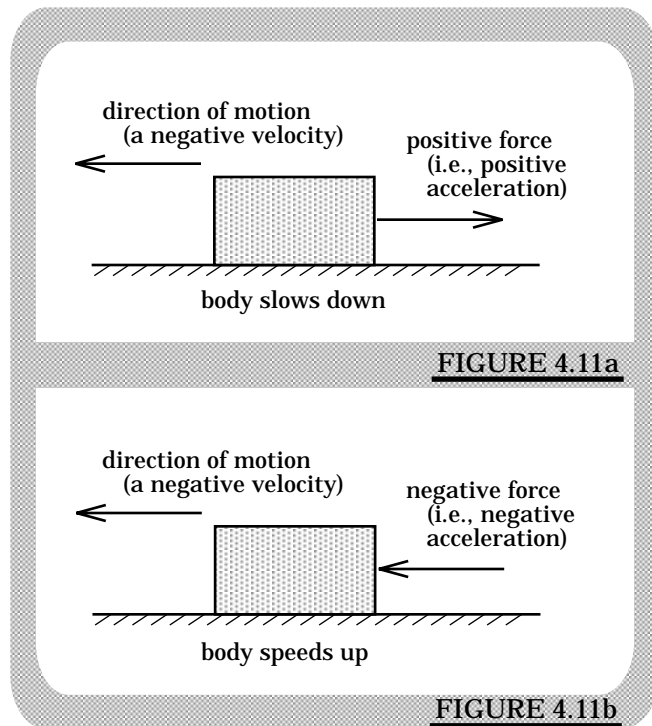 direction of motion
(a negative velocity)
positive force
(i.e., positive
acceleration)
body slows down
FIGURE 4.11a
direction of motion
(a negative velocity)
negative force
(i.e., negative
acceleration)
body speeds up
FIGURE 4.11b